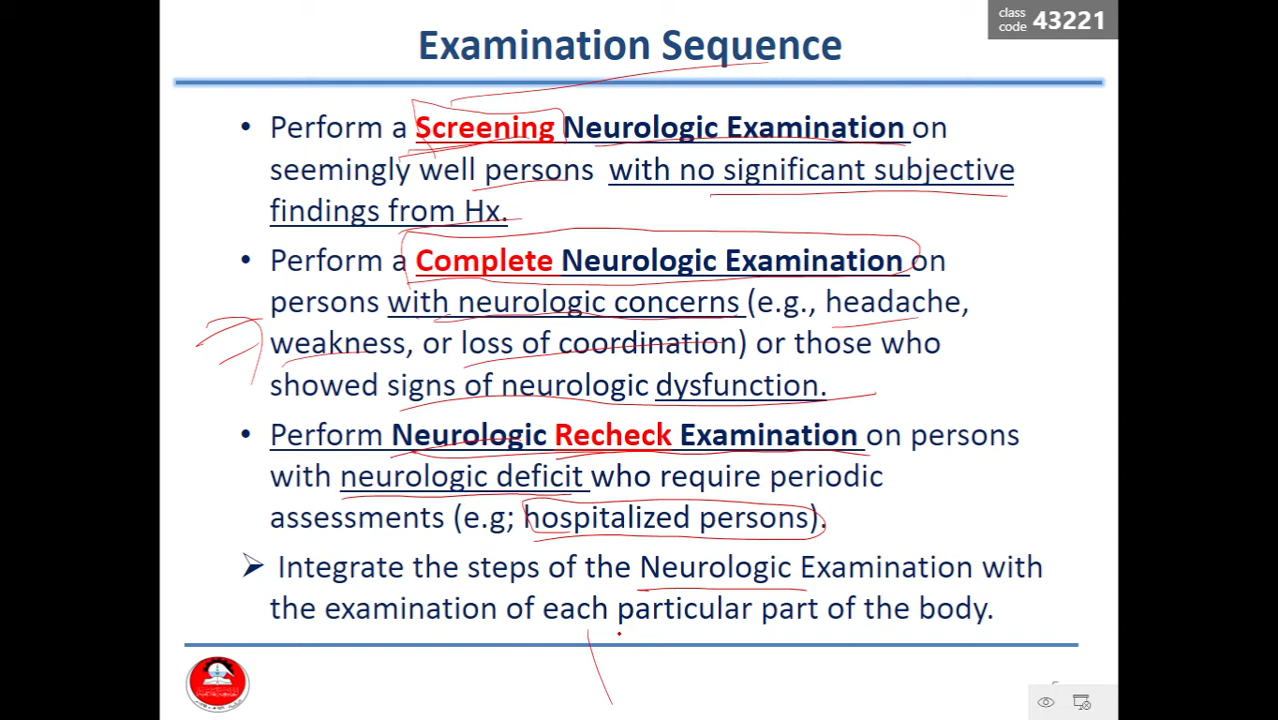 class code 43221
Examination Sequence
• Perform a Screening Neurologic Examination on
seemingly well persons with no significant subjective
findings from Hx.
• Perform a Complete Neurologic Examination on
persons with neurologic concerns (e.g., headache,
weakness, or loss of coordination) or those who
showed signs of neurologic dysfunction.
• Perform Neurologic Recheck Examination on persons
with neurologic deficit who require periodic
assessments (e.g; hospitalized persons).
➢ Integrate the steps of the Neurologic Examination with
the examination of each particular part of the body.